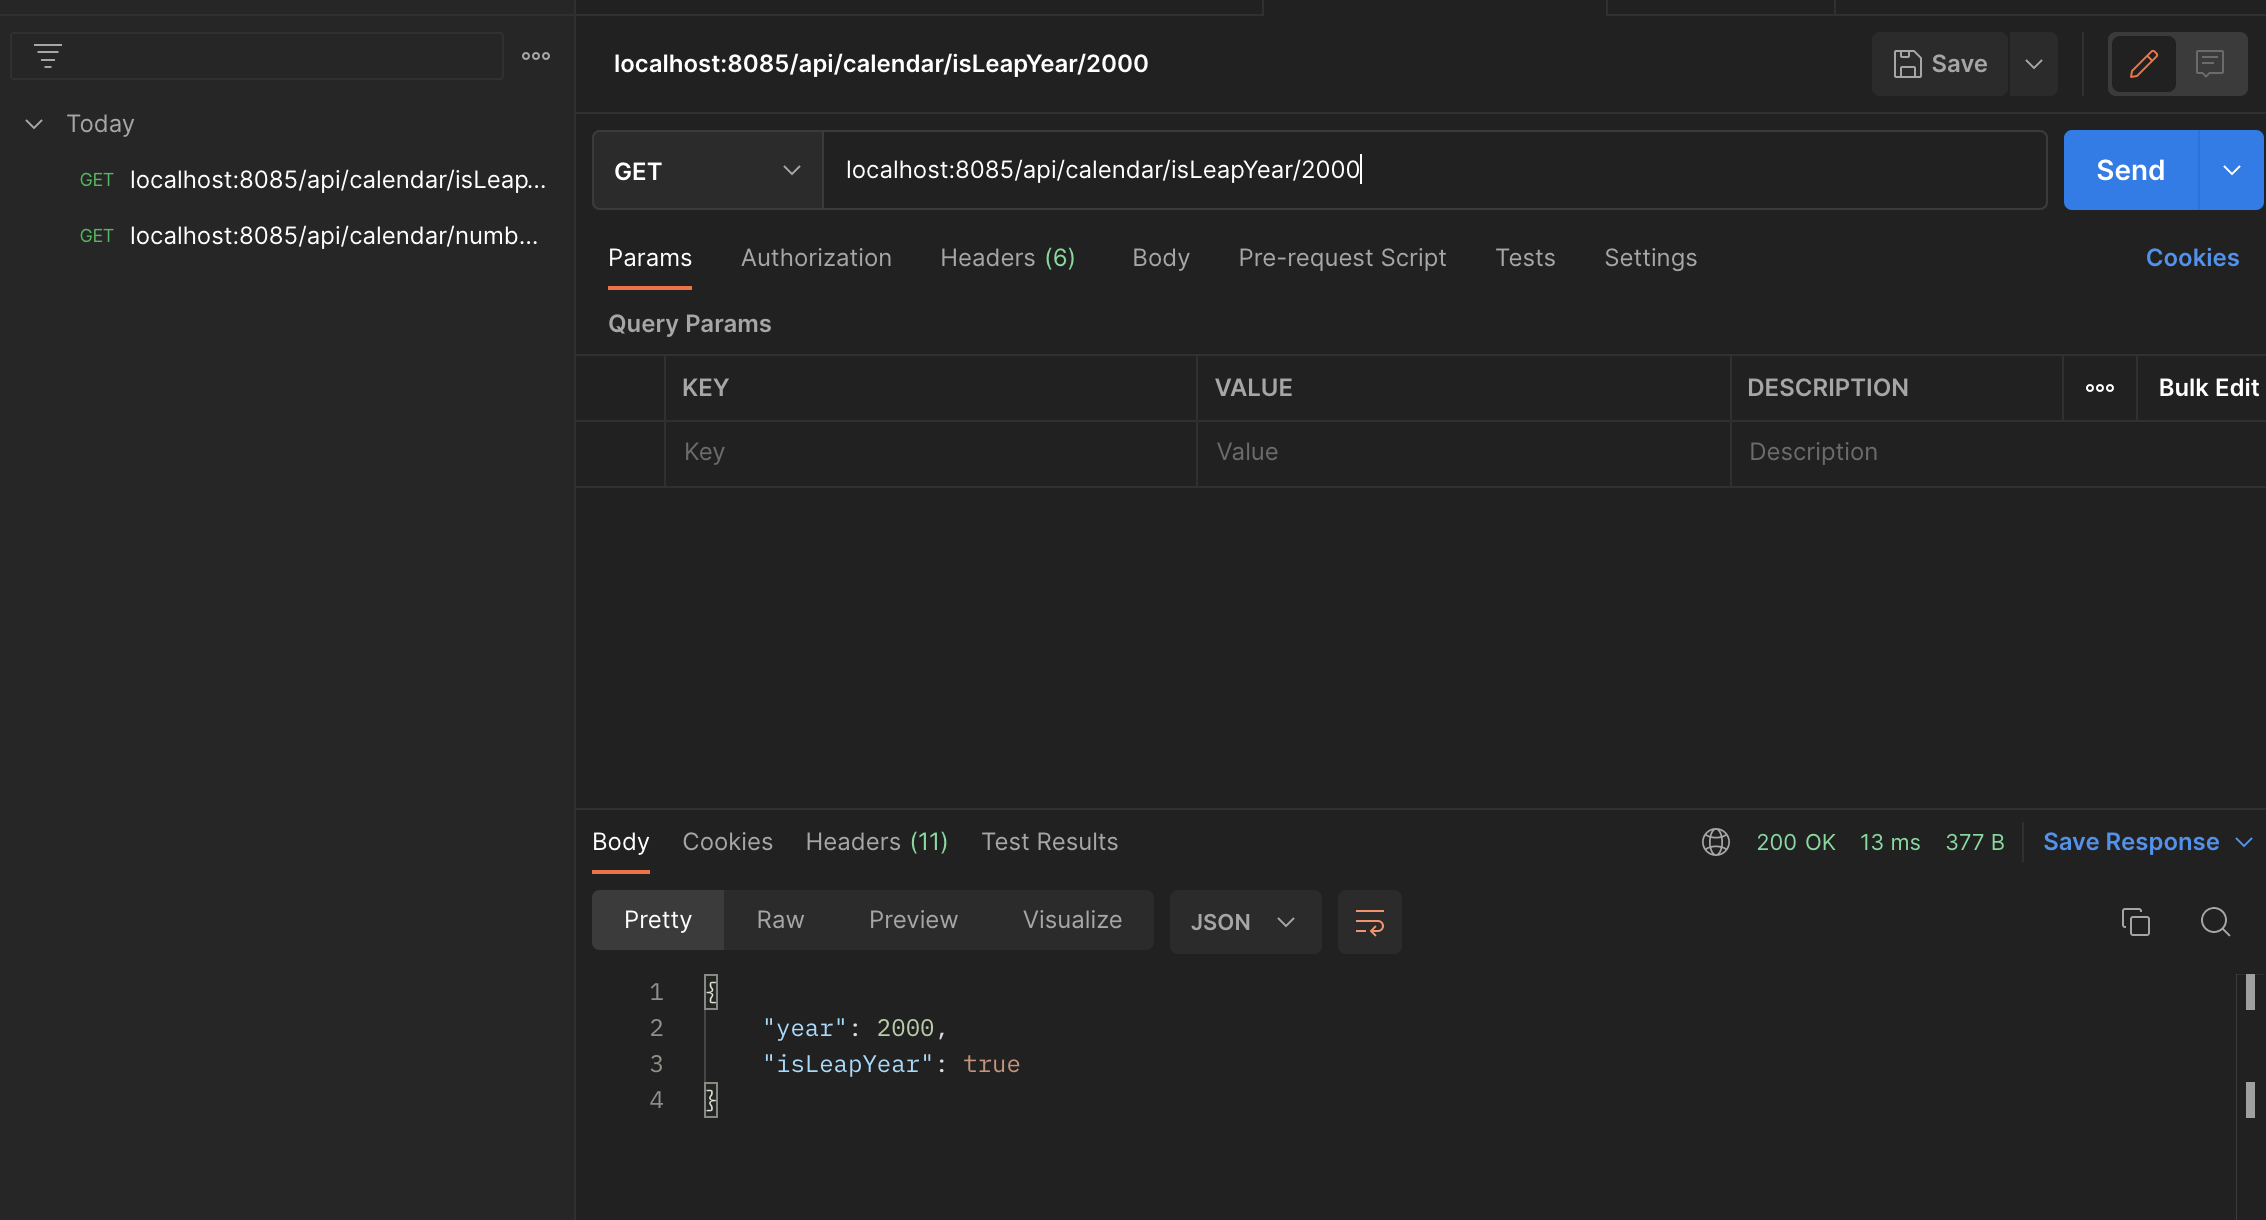 Today
GET localhost:8085/api/calendar/isLeap...
GET localhost:8085/api/calendar/numb...
localhost:8085/api/calendar/isLeapYear/2000
Save
GET localhost:8085/api/calendar/isLeapYear/2000 Send
Params Authorization Headers (6) Body Pre-request Script Tests Settings Cookies
Query Params
KEY VALUE DESCRIPTION Bulk Edit
Key Value Description
Body Cookies Headers (11) Test Results 200 OK 13 ms 377 B Save Response
Pretty Raw Preview Visualize JSON
1 {
2 "year": 2000,
3 "isLeapYear": true
4 }